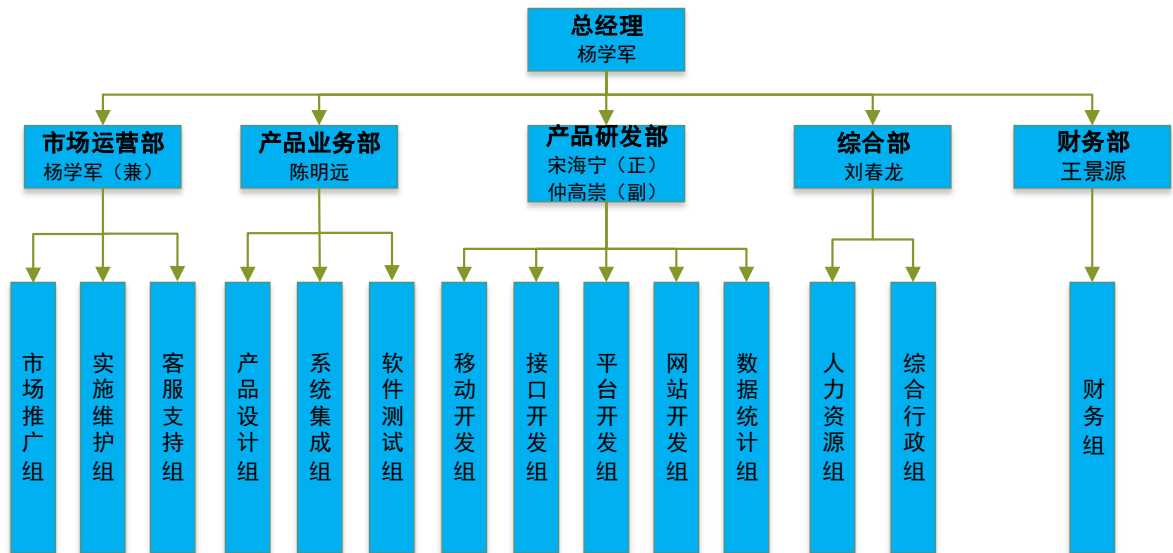 总经理
杨学军
市场运营部
杨学军（兼）
产品业务部
陈明远
产品研发部
宋海宁（正）
仲高崇（副）
综合部
刘春龙
财务部
王景源
市场推广组
实施维护组
客服支持组
产品设计组
系统集成组
软件测试组
移动开发组
接口开发组
平台开发组
网站开发组
数据统计组
人力资源组
综合行政组
财务组